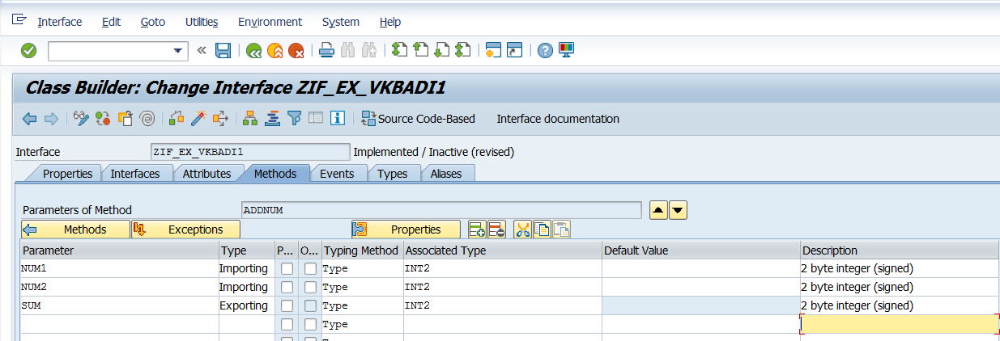 Interface Edit Goto Utilities Environment System Help
Class Builder: Change Interface ZIF_EX_VKBADI1
Source Code-Based Interface documentation
Interface ZIF_EX_VKBADI1 Implemented / Inactive (revised)
Properties Interfaces Attributes Methods Events Types Aliases
Parameters of Method ADDNUM
Methods Exceptions Properties
Parameter Type P... O... Typing Method Associated Type Default Value Description
NUM1 Importing Type INT2 2 byte integer (signed)
NUM2 Importing Type INT2 2 byte integer (signed)
SUM Exporting Type INT2 2 byte integer (signed)
Type